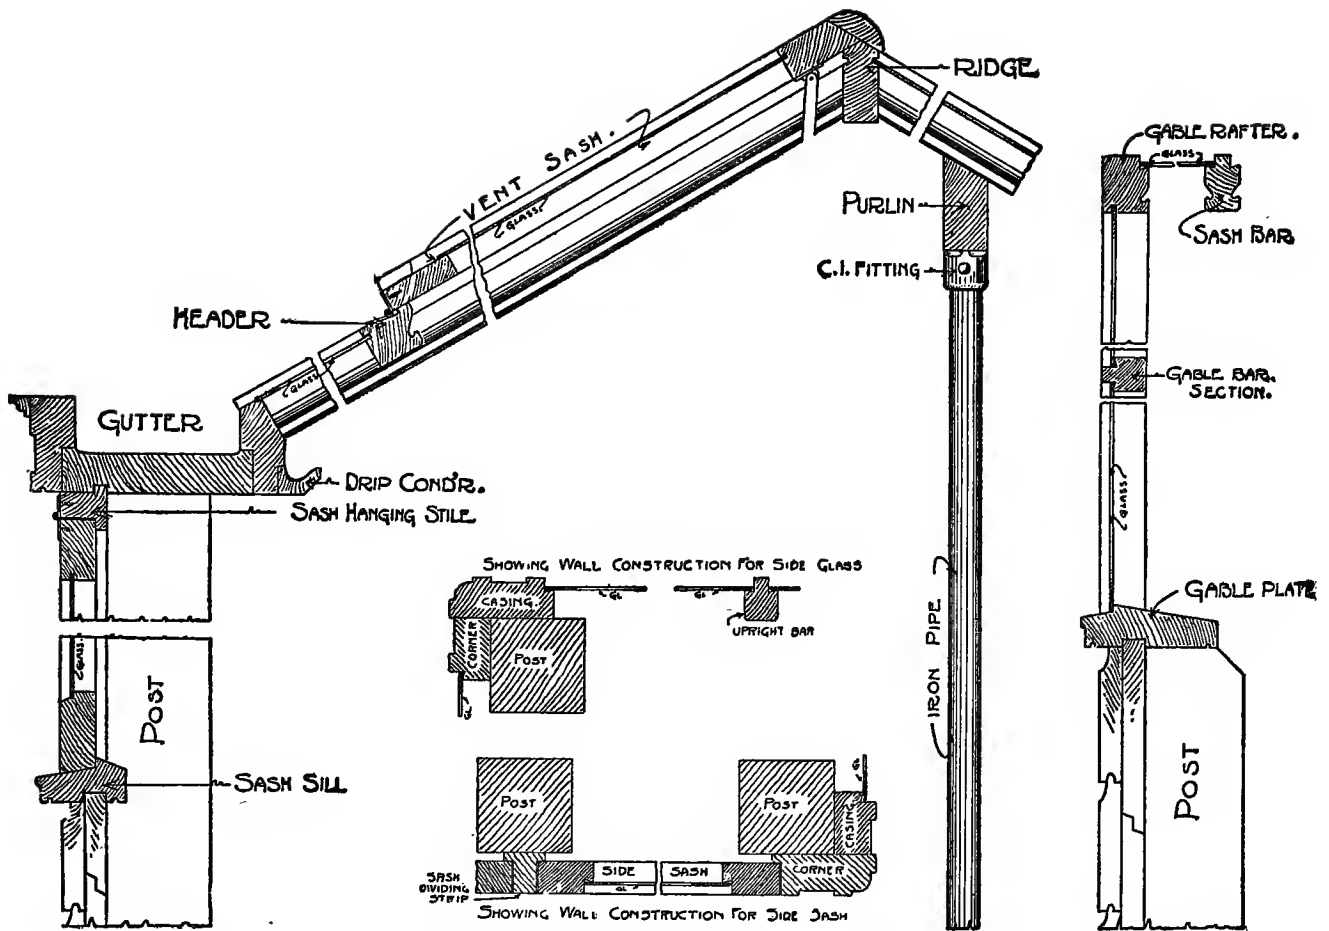 RIDGE
GABLE RAFTER.
GLASS
VENT SASH.
GLASS
PURLIN
SASH BAR
C.I. FITTING
HEADER
GLASS
GABLE BAR.
SECTION.
GUTTER
DRIP COND'R.
SASH HANGING STILE
GLASS
SHOWING WALL CONSTRUCTION FOR SIDE GLASS
GL
CASING.
UPRIGHT BAR
CORNER
POST
GL
GABLE PLATE
IRON PIPE
GLASS
POST
SASH SILL
POST
POST
GL
CASING
CORNER
SIDE SASH
GL
SASH
DIVIDING
STRIP
SHOWING WALL CONSTRUCTION FOR SIDE SASH
POST